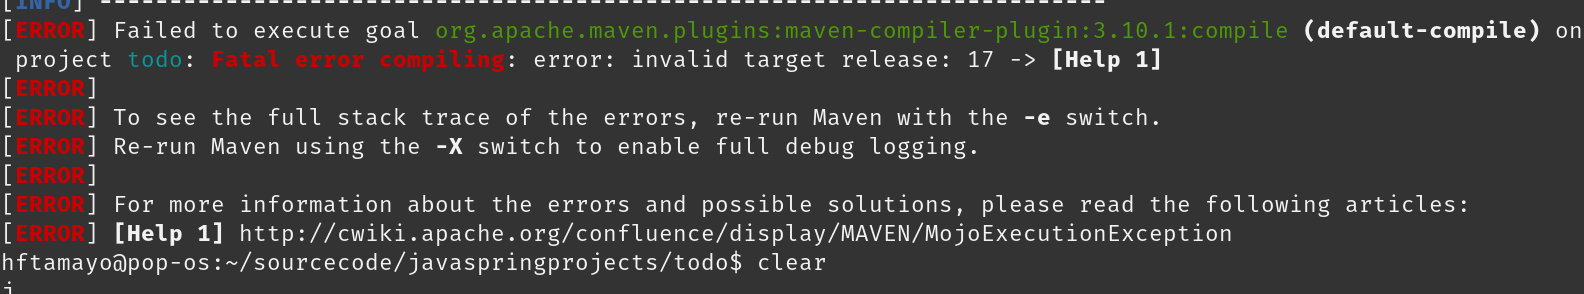 [INFO] ------------------------------------------------------------------------
[ERROR] Failed to execute goal org.apache.maven.plugins:maven-compiler-plugin:3.10.1:compile (default-compile) on
project todo: Fatal error compiling: error: invalid target release: 17 -> [Help 1]
[ERROR]
[ERROR] To see the full stack trace of the errors, re-run Maven with the -e switch.
[ERROR] Re-run Maven using the -X switch to enable full debug logging.
[ERROR]
[ERROR] For more information about the errors and possible solutions, please read the following articles:
[ERROR] [Help 1] http://cwiki.apache.org/confluence/display/MAVEN/MojoExecutionException
hftamayo@pop-os:~/sourcecode/javaspringprojects/todo$ clear